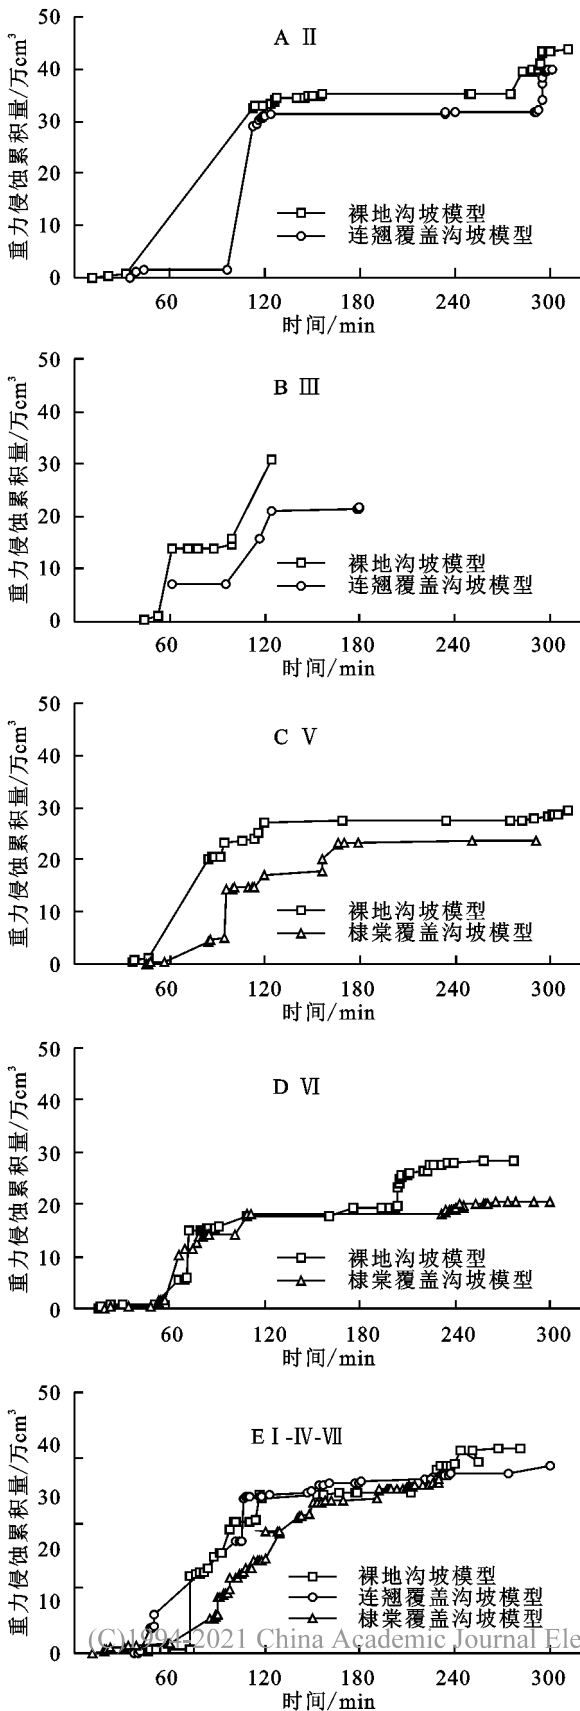 A Ⅱ
重力侵蚀累积量/万cm³
50
40
30
20
10
0
裸地沟坡模型
连翘覆盖沟坡模型
60 120 180 240 300
时间/min
B Ⅲ
重力侵蚀累积量/万cm³
50
40
30
20
10
0
裸地沟坡模型
连翘覆盖沟坡模型
60 120 180 240 300
时间/min
C Ⅴ
重力侵蚀累积量/万cm³
50
40
30
20
10
0
裸地沟坡模型
棣棠覆盖沟坡模型
60 120 180 240 300
时间/min
D Ⅵ
重力侵蚀累积量/万cm³
50
40
30
20
10
0
裸地沟坡模型
棣棠覆盖沟坡模型
60 120 180 240 300
时间/min
E Ⅰ-Ⅳ-Ⅶ
重力侵蚀累积量/万cm³
50
40
30
20
10
0
裸地沟坡模型
连翘覆盖沟坡模型
棣棠覆盖沟坡模型
(C)1994-2021 China Academic Journal Ele
60 120 180 240 300
时间/min